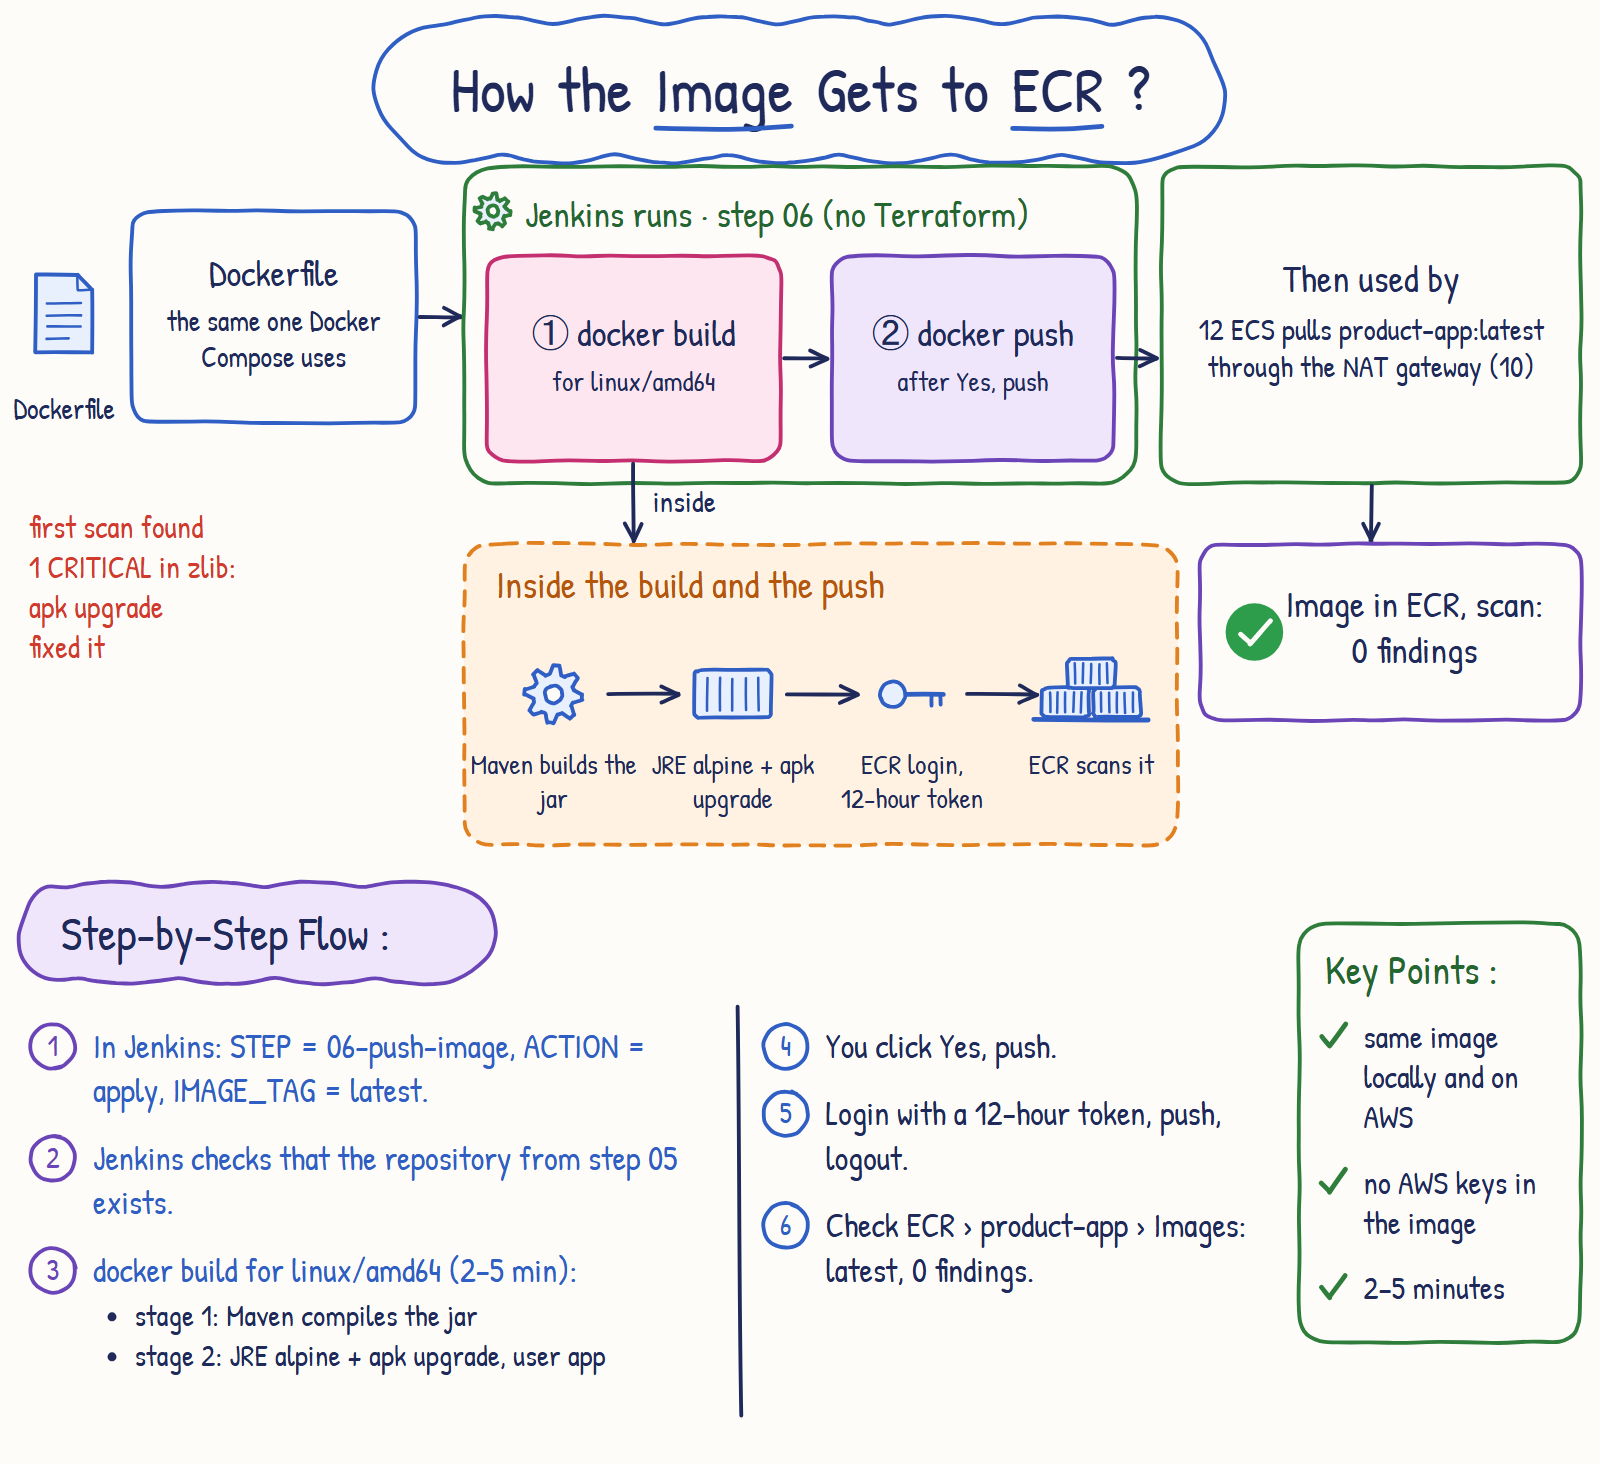 How the Image Gets to ECR ?
Jenkins runs · step 06 (no Terraform)
Dockerfile
the same one Docker
Compose uses
Dockerfile
① docker build
for linux/amd64
② docker push
after Yes, push
Then used by
12 ECS pulls product-app:latest
through the NAT gateway (10)
inside
first scan found
1 CRITICAL in zlib:
apk upgrade
fixed it
Inside the build and the push
Maven builds the
jar
JRE alpine + apk
upgrade
ECR login,
12-hour token
ECR scans it
Image in ECR, scan:
0 findings
Step-by-Step Flow :
1 In Jenkins: STEP = 06-push-image, ACTION =
apply, IMAGE_TAG = latest.
2 Jenkins checks that the repository from step 05
exists.
3 docker build for linux/amd64 (2-5 min):
• stage 1: Maven compiles the jar
• stage 2: JRE alpine + apk upgrade, user app
4 You click Yes, push.
5 Login with a 12-hour token, push,
logout.
6 Check ECR › product-app › Images:
latest, 0 findings.
Key Points :
same image
locally and on
AWS
no AWS keys in
the image
2-5 minutes